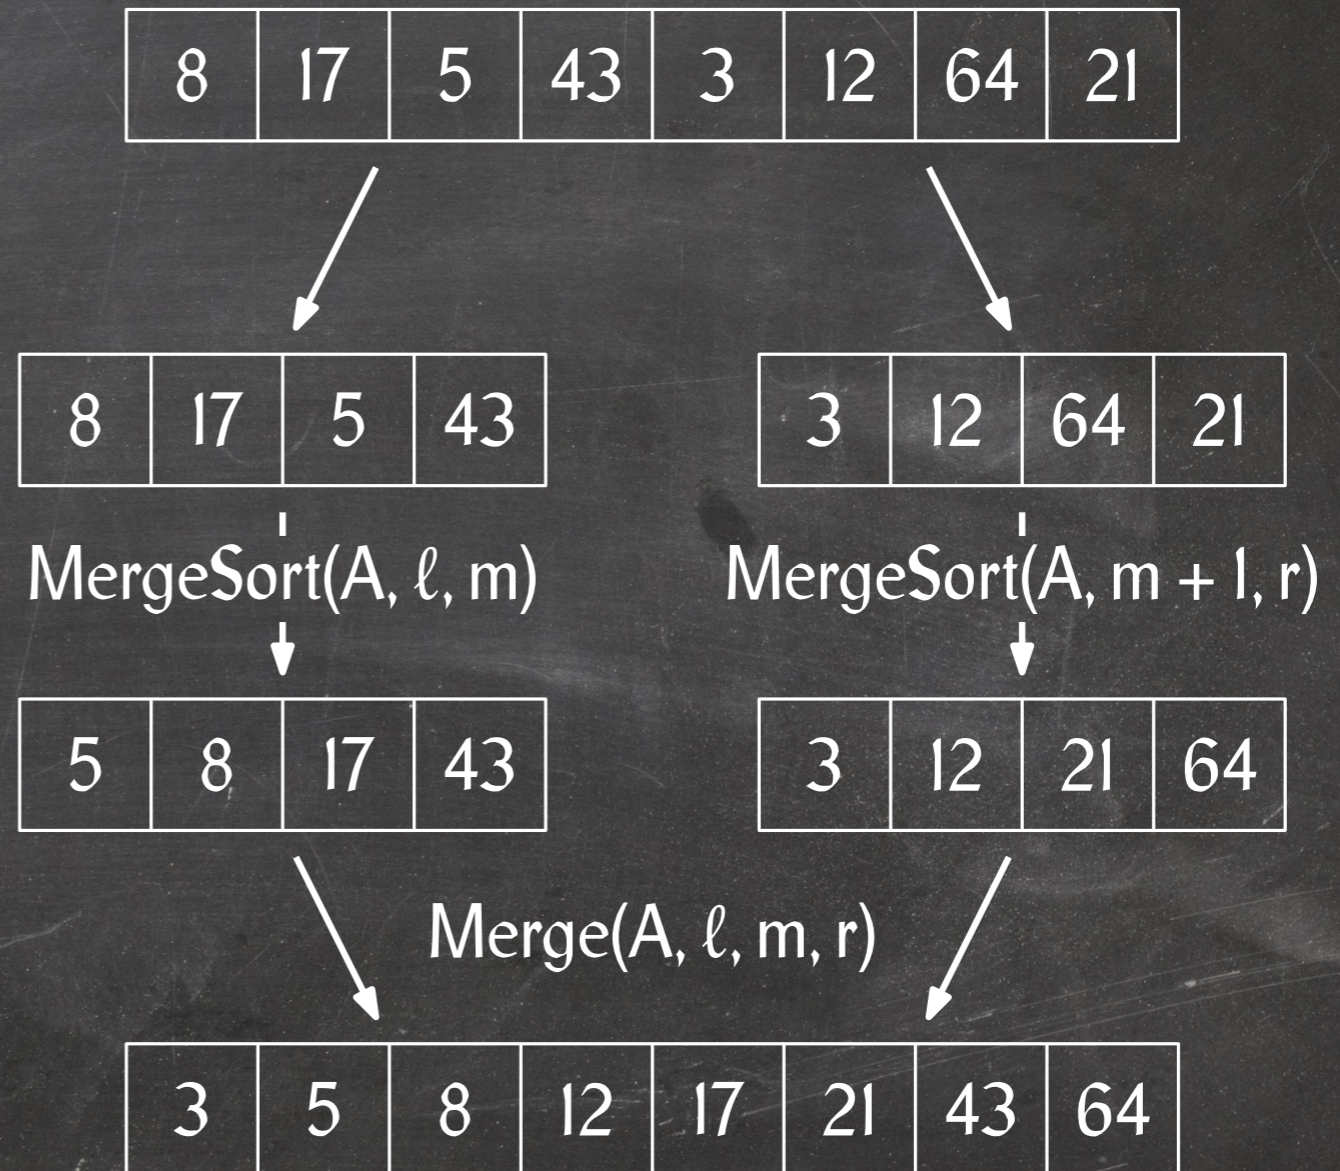 8 17 5 43 3 12 64 21
8 17 5 43 3 12 64 21
MergeSort(A, ℓ, m) MergeSort(A, m + 1, r)
5 8 17 43 3 12 21 64
Merge(A, ℓ, m, r)
3 5 8 12 17 21 43 64